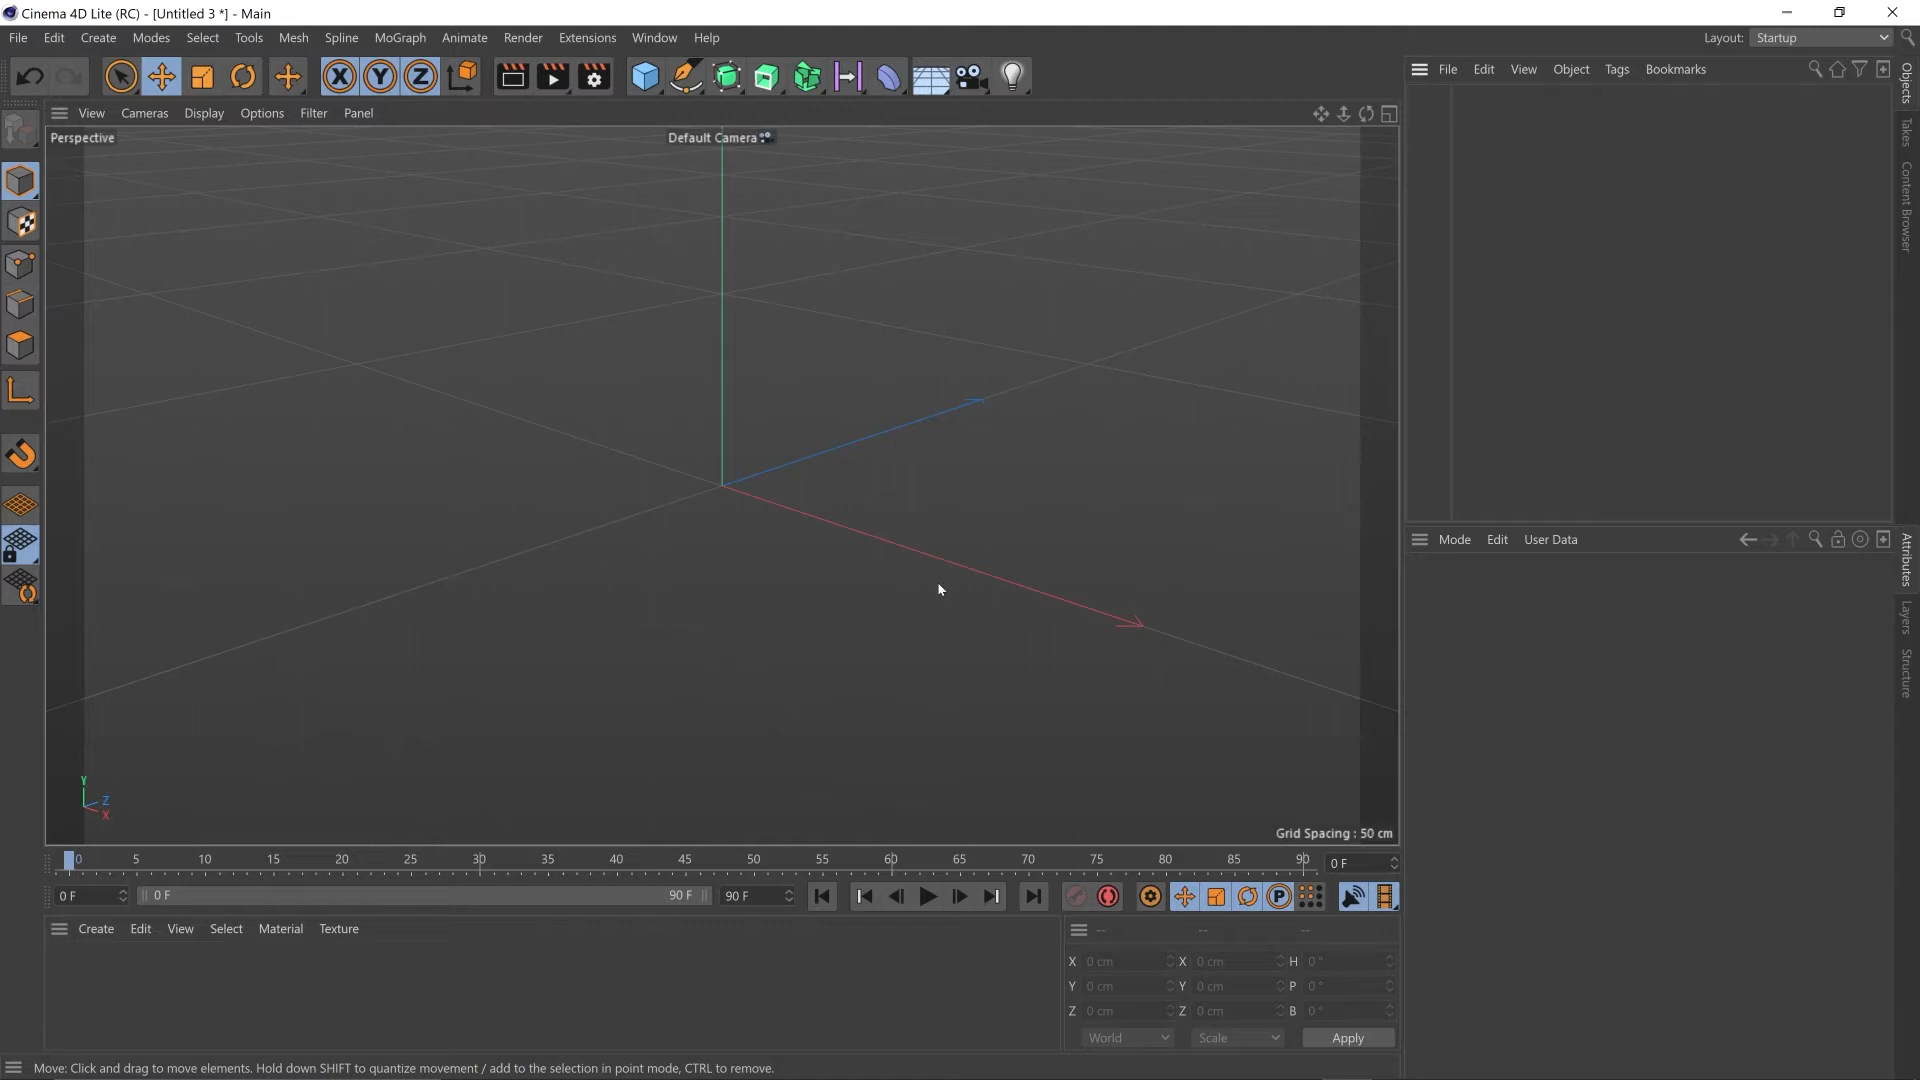 Cinema 4D Lite (RC) - [Untitled 3 *] - Main
File Edit Create Modes Select Tools Mesh Spline MoGraph Animate Render Extensions Window Help
Layout: Startup
X Y Z
File Edit View Object Tags Bookmarks
View Cameras Display Options Filter Panel
Perspective
Default Camera
Objects
Takes
Content Browser
Y
Z
X
Grid Spacing : 50 cm
Mode Edit User Data
Attributes
Layers
Structure
0 5 10 15 20 25 30 35 40 45 50 55 60 65 70 75 80 85 90
0 F
0 F 0 F 90 F 90 F
P
Create Edit View Select Material Texture
-- -- --
X 0 cm X 0 cm H 0 °
Y 0 cm Y 0 cm P 0 °
Z 0 cm Z 0 cm B 0 °
World Scale Apply
Move: Click and drag to move elements. Hold down SHIFT to quantize movement / add to the selection in point mode, CTRL to remove.